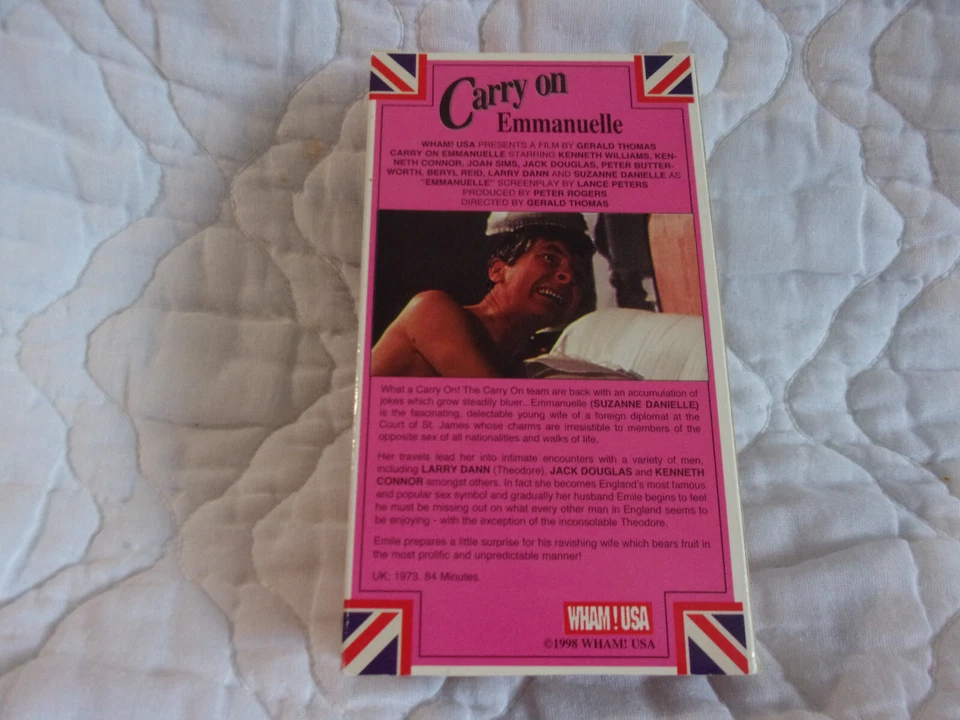 Carry on
Emmanuelle
WHAM! USA PRESENTS A FILM BY GERALD THOMAS
CARRY ON EMMANUELLE STARRING KENNETH WILLIAMS, KEN-
NETH CONNOR, JOAN SIMS, JACK DOUGLAS, PETER BUTTER-
WORTH, BERYL REID, LARRY DANN AND SUZANNE DANIELLE AS
"EMMANUELLE" SCREENPLAY BY LANCE PETERS
PRODUCED BY PETER ROGERS
DIRECTED BY GERALD THOMAS
What a Carry On! The Carry On team are back with an accumulation of
jokes which grow steadily bluer...Emmanuelle (SUZANNE DANIELLE)
is the fascinating, delectable young wife of a foreign diplomat at the
Court of St. James whose charms are irresistible to members of the
opposite sex of all nationalities and walks of life.
Her travels lead her into intimate encounters with a variety of men,
including LARRY DANN (Theodore), JACK DOUGLAS and KENNETH
CONNOR amongst others. In fact she becomes England's most famous
and popular sex symbol and gradually her husband Emile begins to feel
he must be missing out on what every other man in England seems to
be enjoying - with the exception of the inconsolable Theodore.
Emile prepares a little surprise for his ravishing wife which bears fruit in
the most prolific and unpredictable manner!
UK: 1973. 84 Minutes.
WHAM! USA
©1998 WHAM! USA